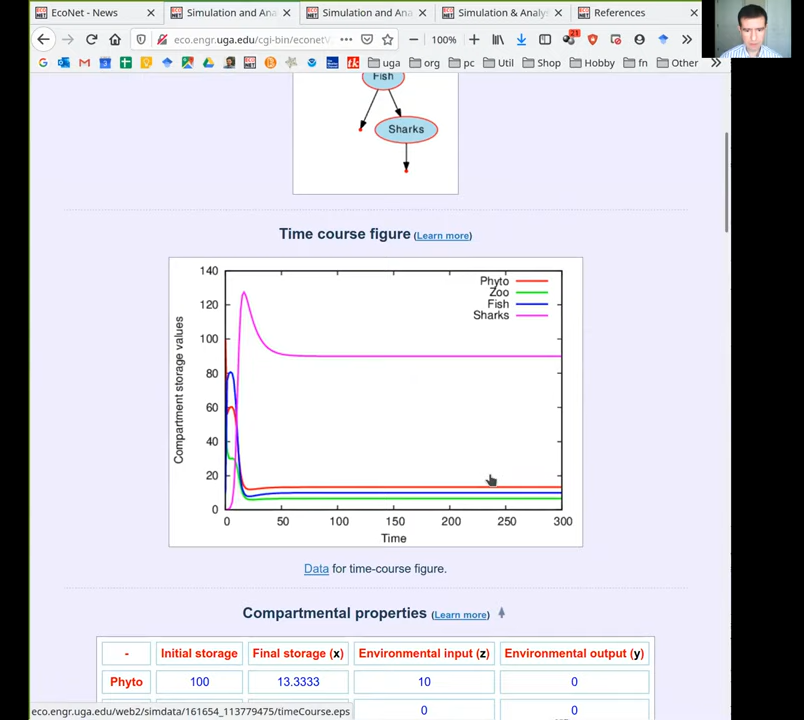 EcoNet - News
Simulation and Ana
Simulation and Ana
Simulation & Analy
References
eco.engr.uga.edu/cgi-bin/econet
100%
21
uga
org
pc
Util
Shop
Hobby
fn
Other
Fish
Sharks
Time course figure (Learn more)
140
120
100
80
60
40
20
0
Compartment storage values
Phyto
Zoo
Fish
Sharks
0 50 100 150 200 250 300
Time
Data for time-course figure.
Compartmental properties (Learn more)
- Initial storage Final storage (x) Environmental input (z) Environmental output (y)
Phyto 100 13.3333 10 0
0 0
eco.engr.uga.edu/web2/simdata/161654_113779475/timeCourse.eps